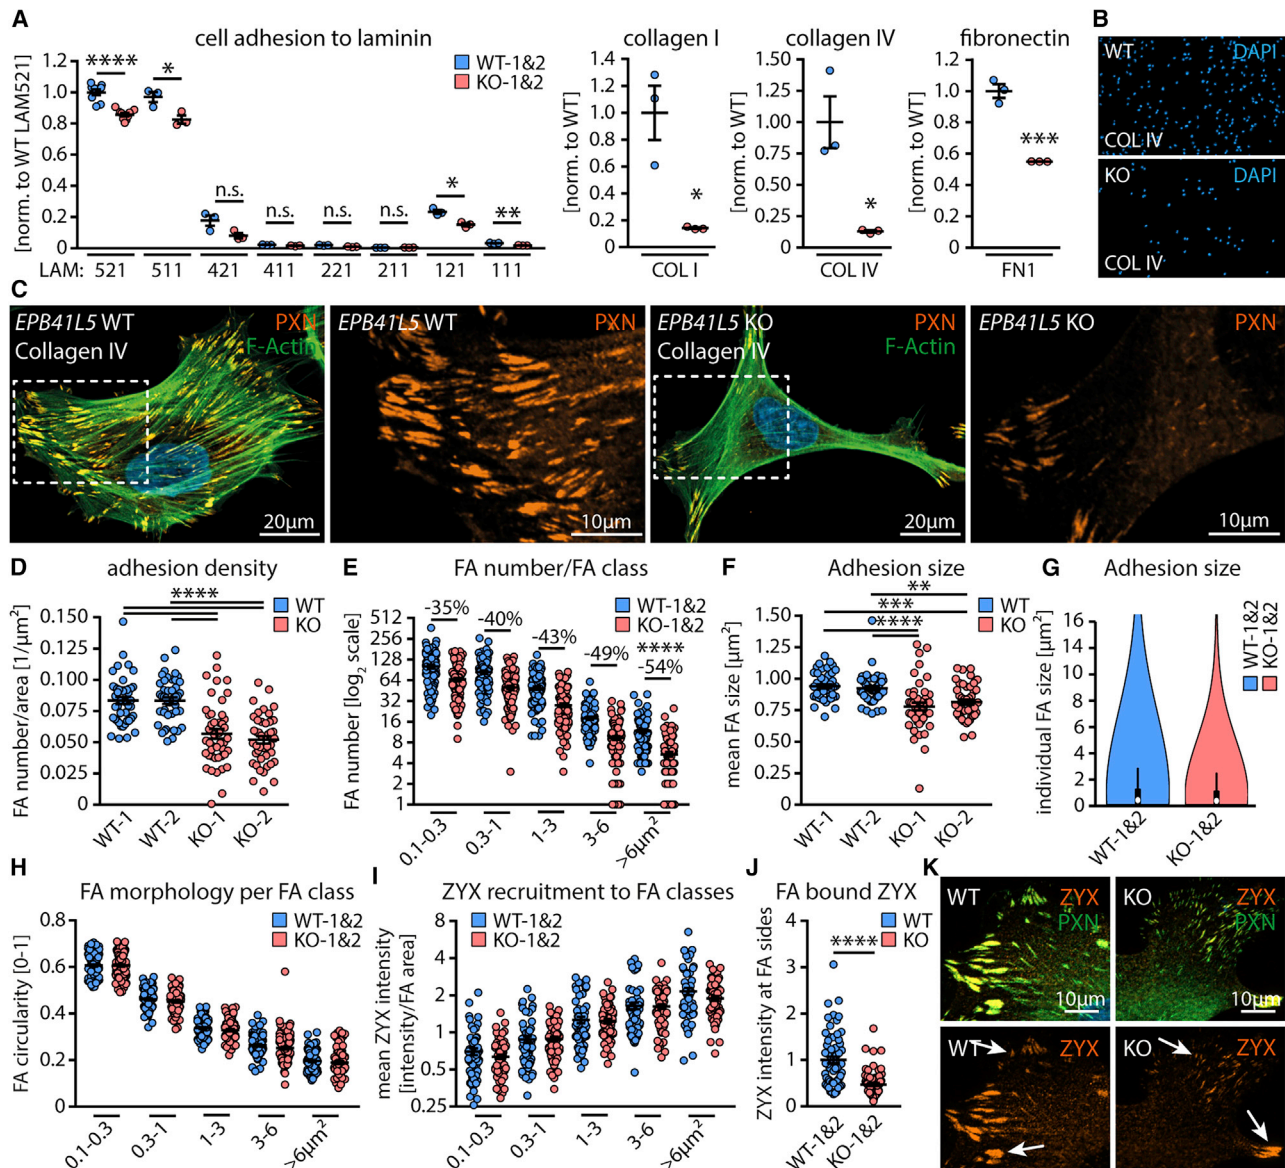 A
cell adhesion to laminin
WT-1&2
KO-1&2
[norm. to WT LAM521]
1.2
1.0
0.8
0.6
0.4
0.2
0
****
*
n.s.
n.s.
n.s.
n.s.
*
**
LAM: 521 511 421 411 221 211 121 111
collagen I
[norm. to WT]
1.4
1.2
1.0
0.8
0.6
0.4
0.2
0
*
COL I
collagen IV
[norm. to WT]
1.50
1.25
1.00
0.75
0.50
0.25
0
*
COL IV
fibronectin
[norm. to WT]
1.2
1.0
0.8
0.6
0.4
0.2
0
***
FN1
B
WT DAPI
COL IV
KO DAPI
COL IV
C
EPB41L5 WT PXN
Collagen IV F-Actin
20µm
EPB41L5 WT PXN
10µm
EPB41L5 KO PXN
Collagen IV F-Actin
20µm
EPB41L5 KO PXN
10µm
D
adhesion density
****
WT
KO
FA number/area [1/µm²]
0.150
0.125
0.100
0.075
0.050
0.025
0
WT-1 WT-2 KO-1 KO-2
E
FA number/FA class
WT-1&2
KO-1&2
FA number [log₂ scale]
512
256
128
64
32
16
8
4
2
1
-35%
-40%
-43%
-49%
****
-54%
0.1-0.3 0.3-1 1-3 3-6 >6µm²
F
Adhesion size
**
***
****
WT
KO
mean FA size [µm²]
1.50
1.25
1.00
0.75
0.50
0.25
0
WT-1 WT-2 KO-1 KO-2
G
Adhesion size
WT-1&2
KO-1&2
individual FA size [µm²]
16
14
12
10
8
6
4
2
0
WT-1&2 KO-1&2
H
FA morphology per FA class
WT-1&2
KO-1&2
FA circularity [0-1]
0.8
0.6
0.4
0.2
0
0.1-0.3 0.3-1 1-3 3-6 >6µm²
I
ZYX recruitment to FA classes
WT-1&2
KO-1&2
mean ZYX intensity
[intensity/FA area]
8
4
2
1
0.5
0.25
0.1-0.3 0.3-1 1-3 3-6 >6µm²
J
FA bound ZYX
WT
KO
****
ZYX intensity at FA sides
4
3
2
1
0
WT-1&2 KO-1&2
K
WT ZYX
PXN
10µm
KO ZYX
PXN
10µm
WT ZYX
KO ZYX